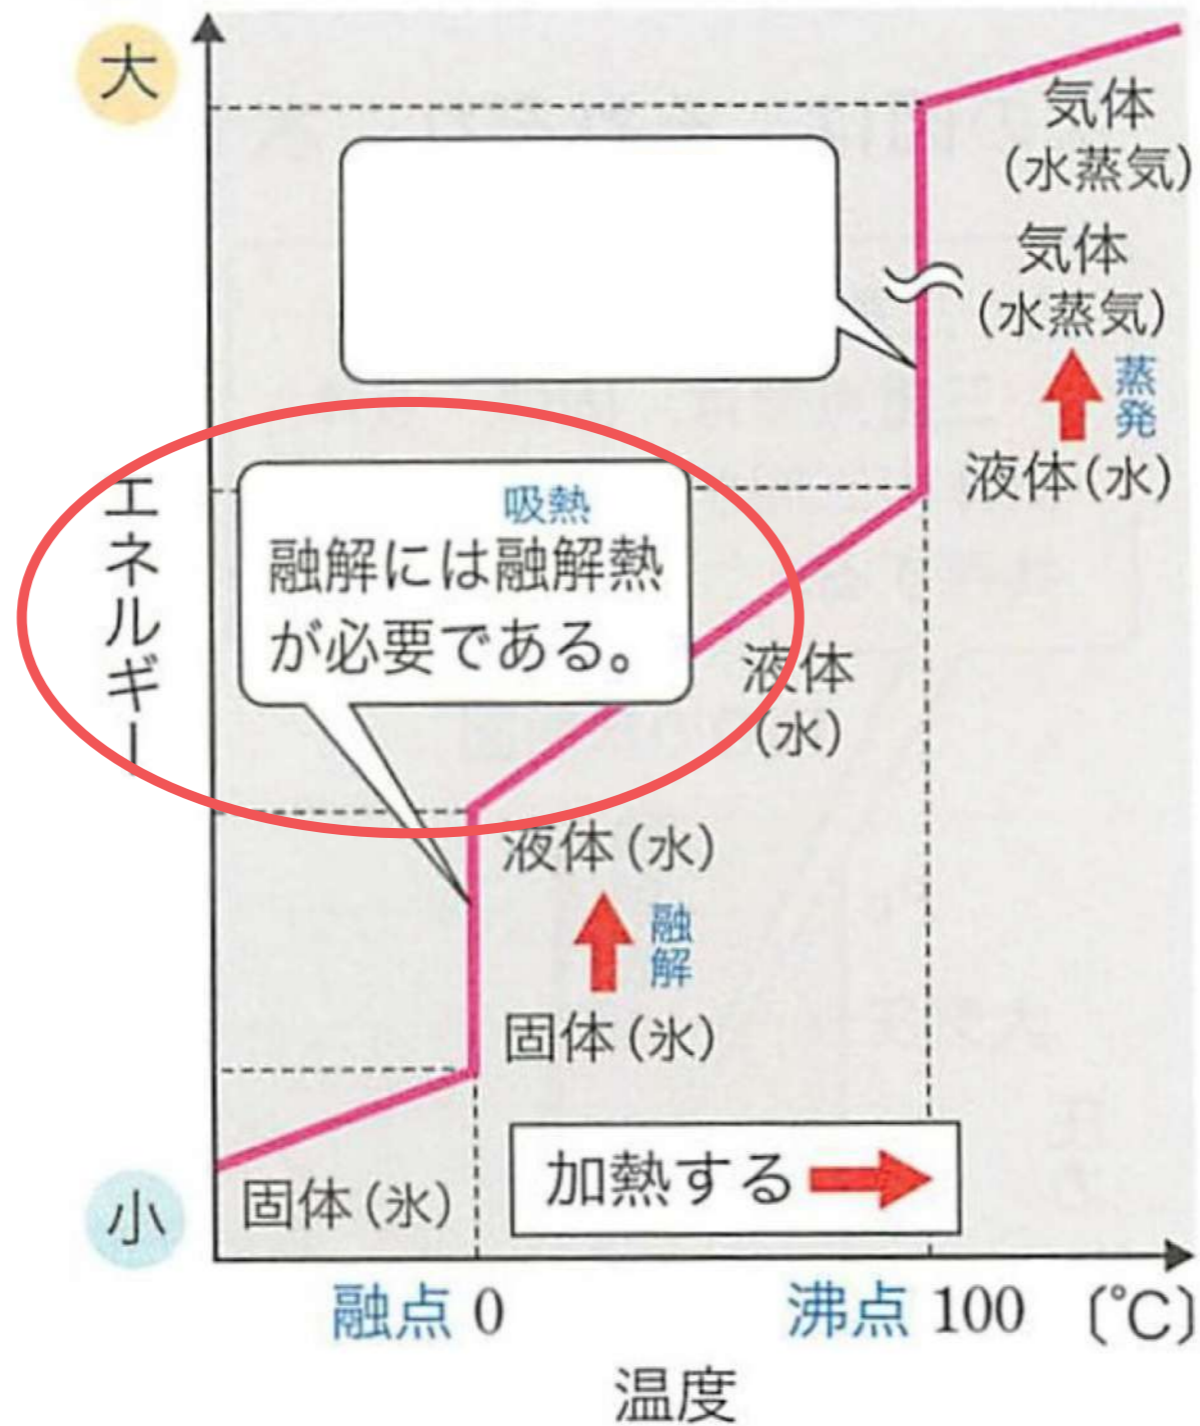 大
気体
(水蒸気)
気体
(水蒸気)
蒸発
液体(水)
エネルギー
吸熱
融解には融解熱
が必要である。
液体
(水)
液体(水)
融解
固体(氷)
加熱する
固体(氷)
小
融点 0
沸点 100
〔℃〕
温度